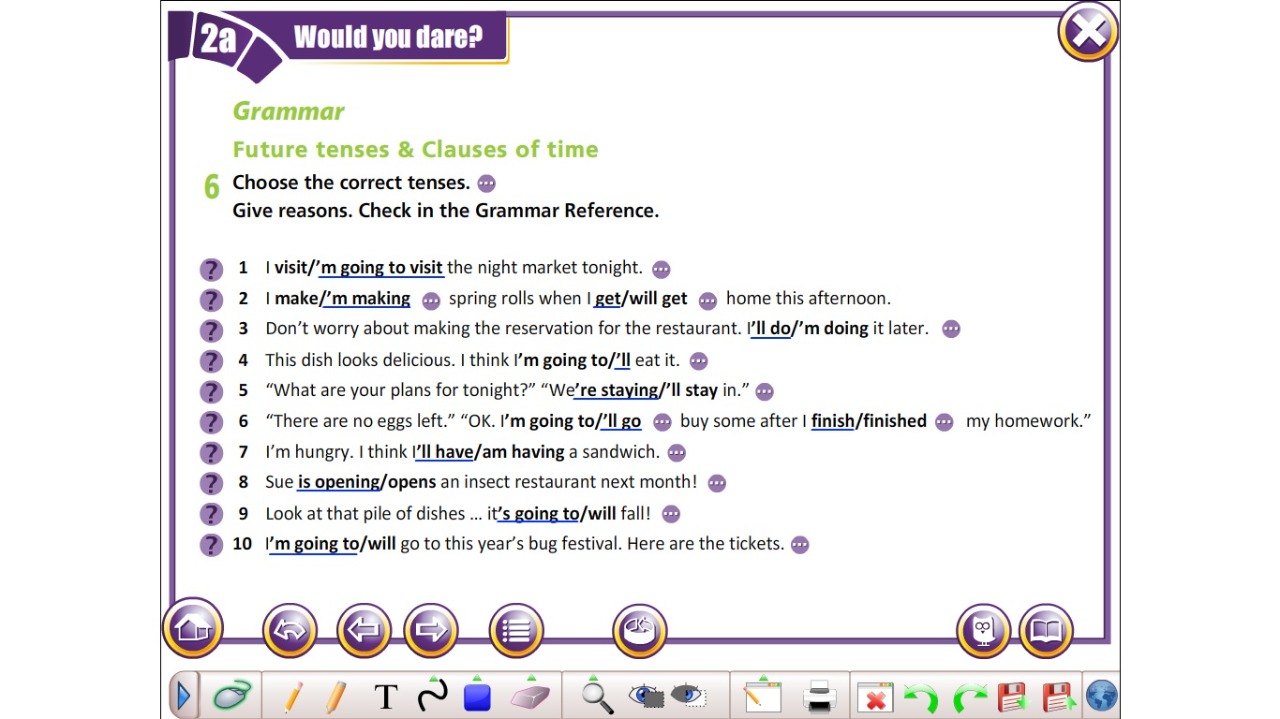 2a Would you dare?
Grammar
Future tenses & Clauses of time
6 Choose the correct tenses.
Give reasons. Check in the Grammar Reference.
? 1 I visit/’m going to visit the night market tonight.
? 2 I make/’m making spring rolls when I get/will get home this afternoon.
? 3 Don’t worry about making the reservation for the restaurant. I’ll do/’m doing it later.
? 4 This dish looks delicious. I think I’m going to/’ll eat it.
? 5 “What are your plans for tonight?” “We’re staying/’ll stay in.”
? 6 “There are no eggs left.” “OK. I’m going to/’ll go buy some after I finish/finished my homework.”
? 7 I’m hungry. I think I’ll have/am having a sandwich.
? 8 Sue is opening/opens an insect restaurant next month!
? 9 Look at that pile of dishes ... it’s going to/will fall!
? 10 I’m going to/will go to this year’s bug festival. Here are the tickets.
T